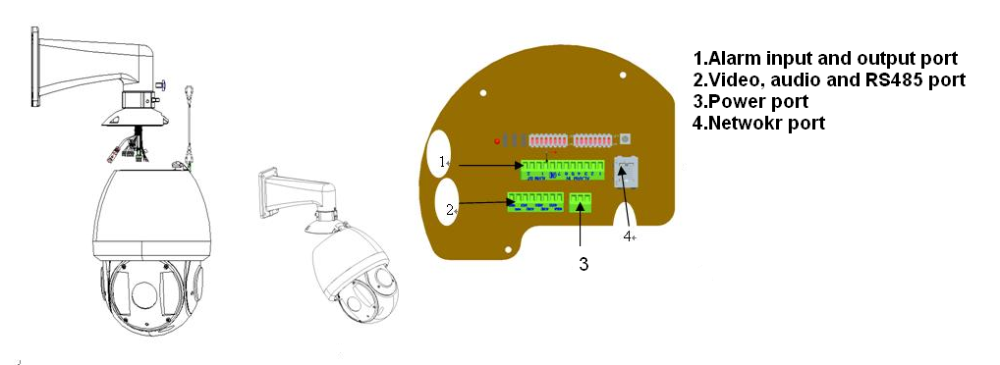 1.Alarm input and output port
2.Video, audio and RS485 port
3.Power port
4.Netwokr port
1
2
3
4